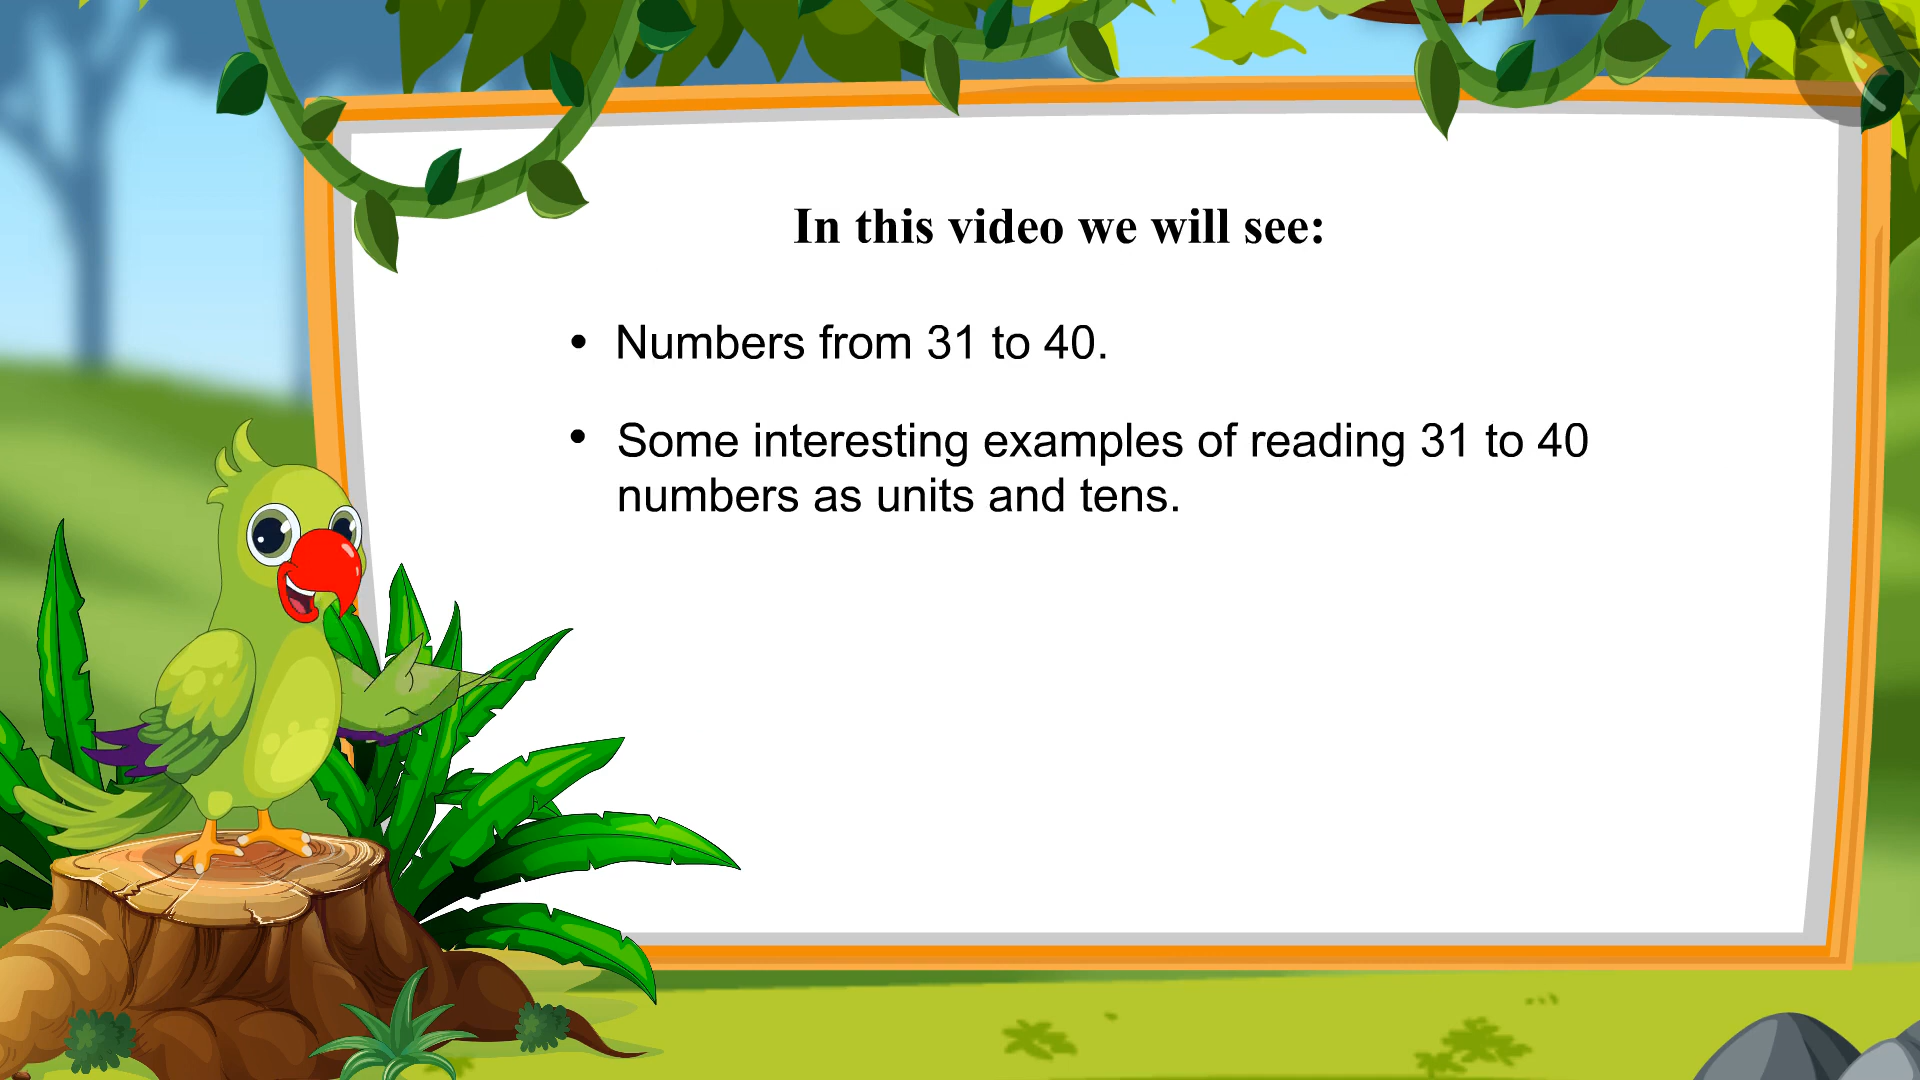 In this video we will see:
• Numbers from 31 to 40.
• Some interesting examples of reading 31 to 40
numbers as units and tens.